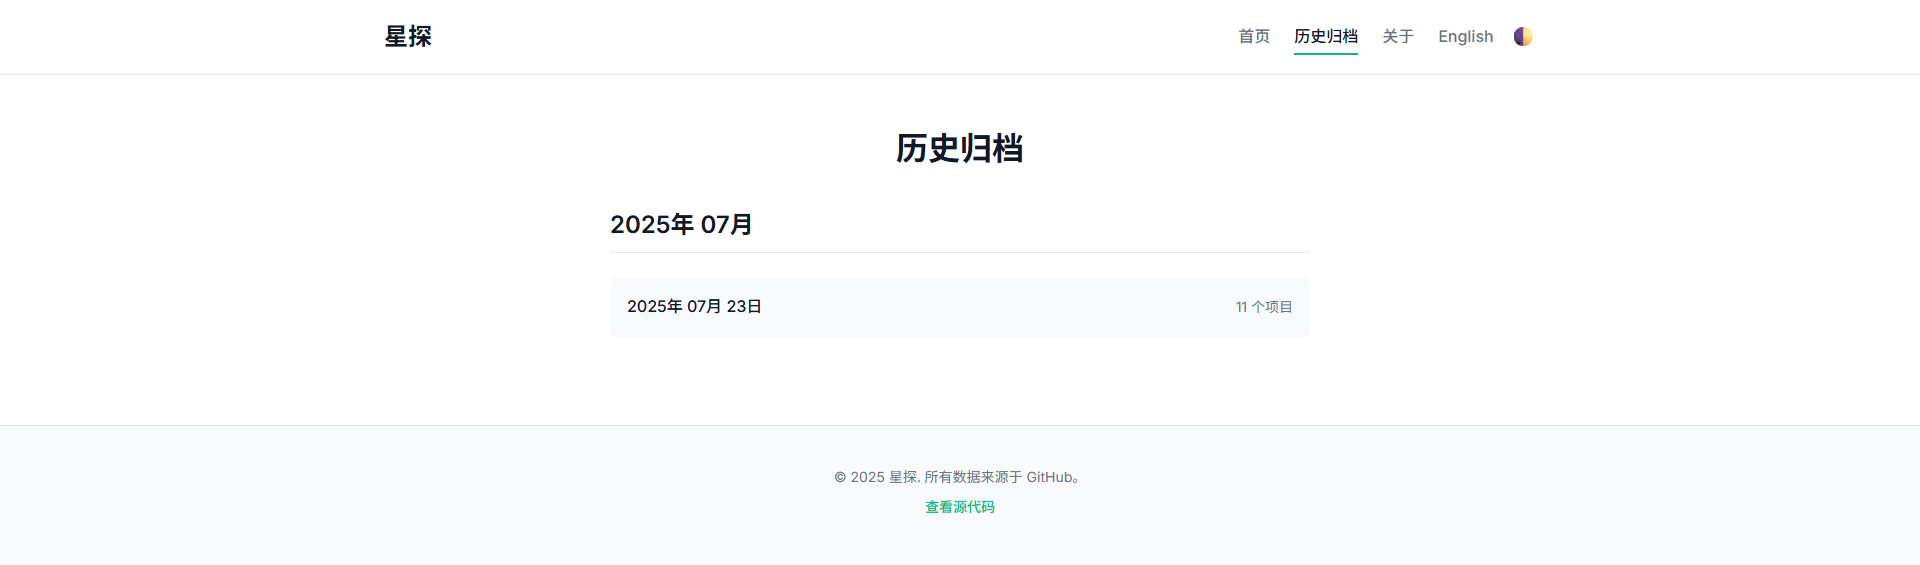 星探
首页 历史归档 关于 English
历史归档
2025年 07月
2025年 07月 23日 11 个项目
© 2025 星探. 所有数据来源于 GitHub。
查看源代码